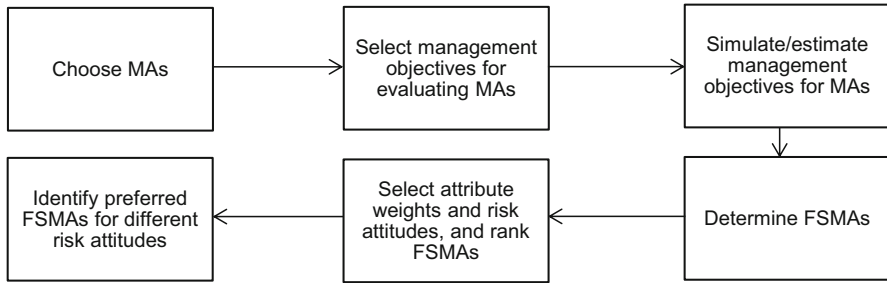 Choose MAs
Select management
objectives for
evaluating MAs
Simulate/estimate
management
objectives for MAs
Determine FSMAs
Select attribute
weights and risk
attitudes, and rank
FSMAs
Identify preferred
FSMAs for different
risk attitudes